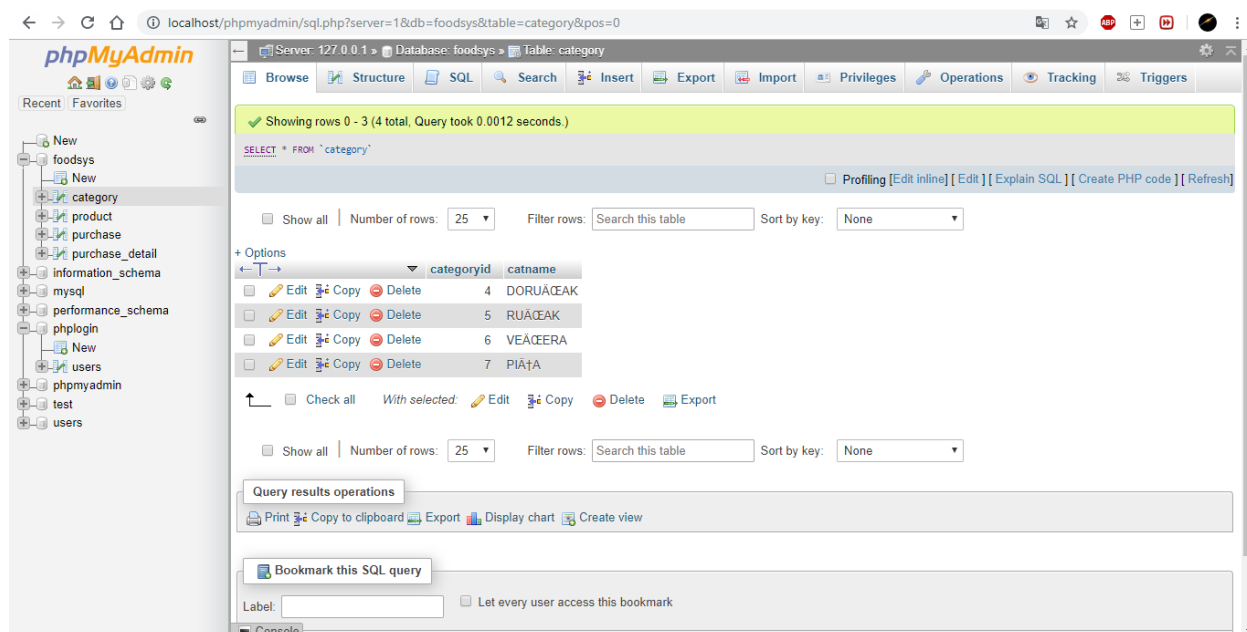 localhost/phpmyadmin/sql.php?server=1&db=foodsys&table=category&pos=0
ABP
phpMyAdmin
Recent Favorites
New
foodsys
New
category
product
purchase
purchase_detail
information_schema
mysql
performance_schema
phplogin
New
users
phpmyadmin
test
users
Server: 127.0.0.1 » Database: foodsys » Table: category
Browse Structure SQL Search Insert Export Import Privileges Operations Tracking Triggers
Showing rows 0 - 3 (4 total, Query took 0.0012 seconds.)
SELECT * FROM `category`
Profiling [Edit inline] [ Edit ] [ Explain SQL ] [ Create PHP code ] [ Refresh]
Show all | Number of rows: 25 Filter rows: Search this table Sort by key: None
+ Options
←T→ ▼ categoryid catname
Edit Copy Delete 4 DORUÄŒAK
Edit Copy Delete 5 RUÄŒAK
Edit Copy Delete 6 VEÄŒERA
Edit Copy Delete 7 PIÄ†A
Check all With selected: Edit Copy Delete Export
Show all | Number of rows: 25 Filter rows: Search this table Sort by key: None
Query results operations
Print Copy to clipboard Export Display chart Create view
Bookmark this SQL query
Label: Let every user access this bookmark
Console